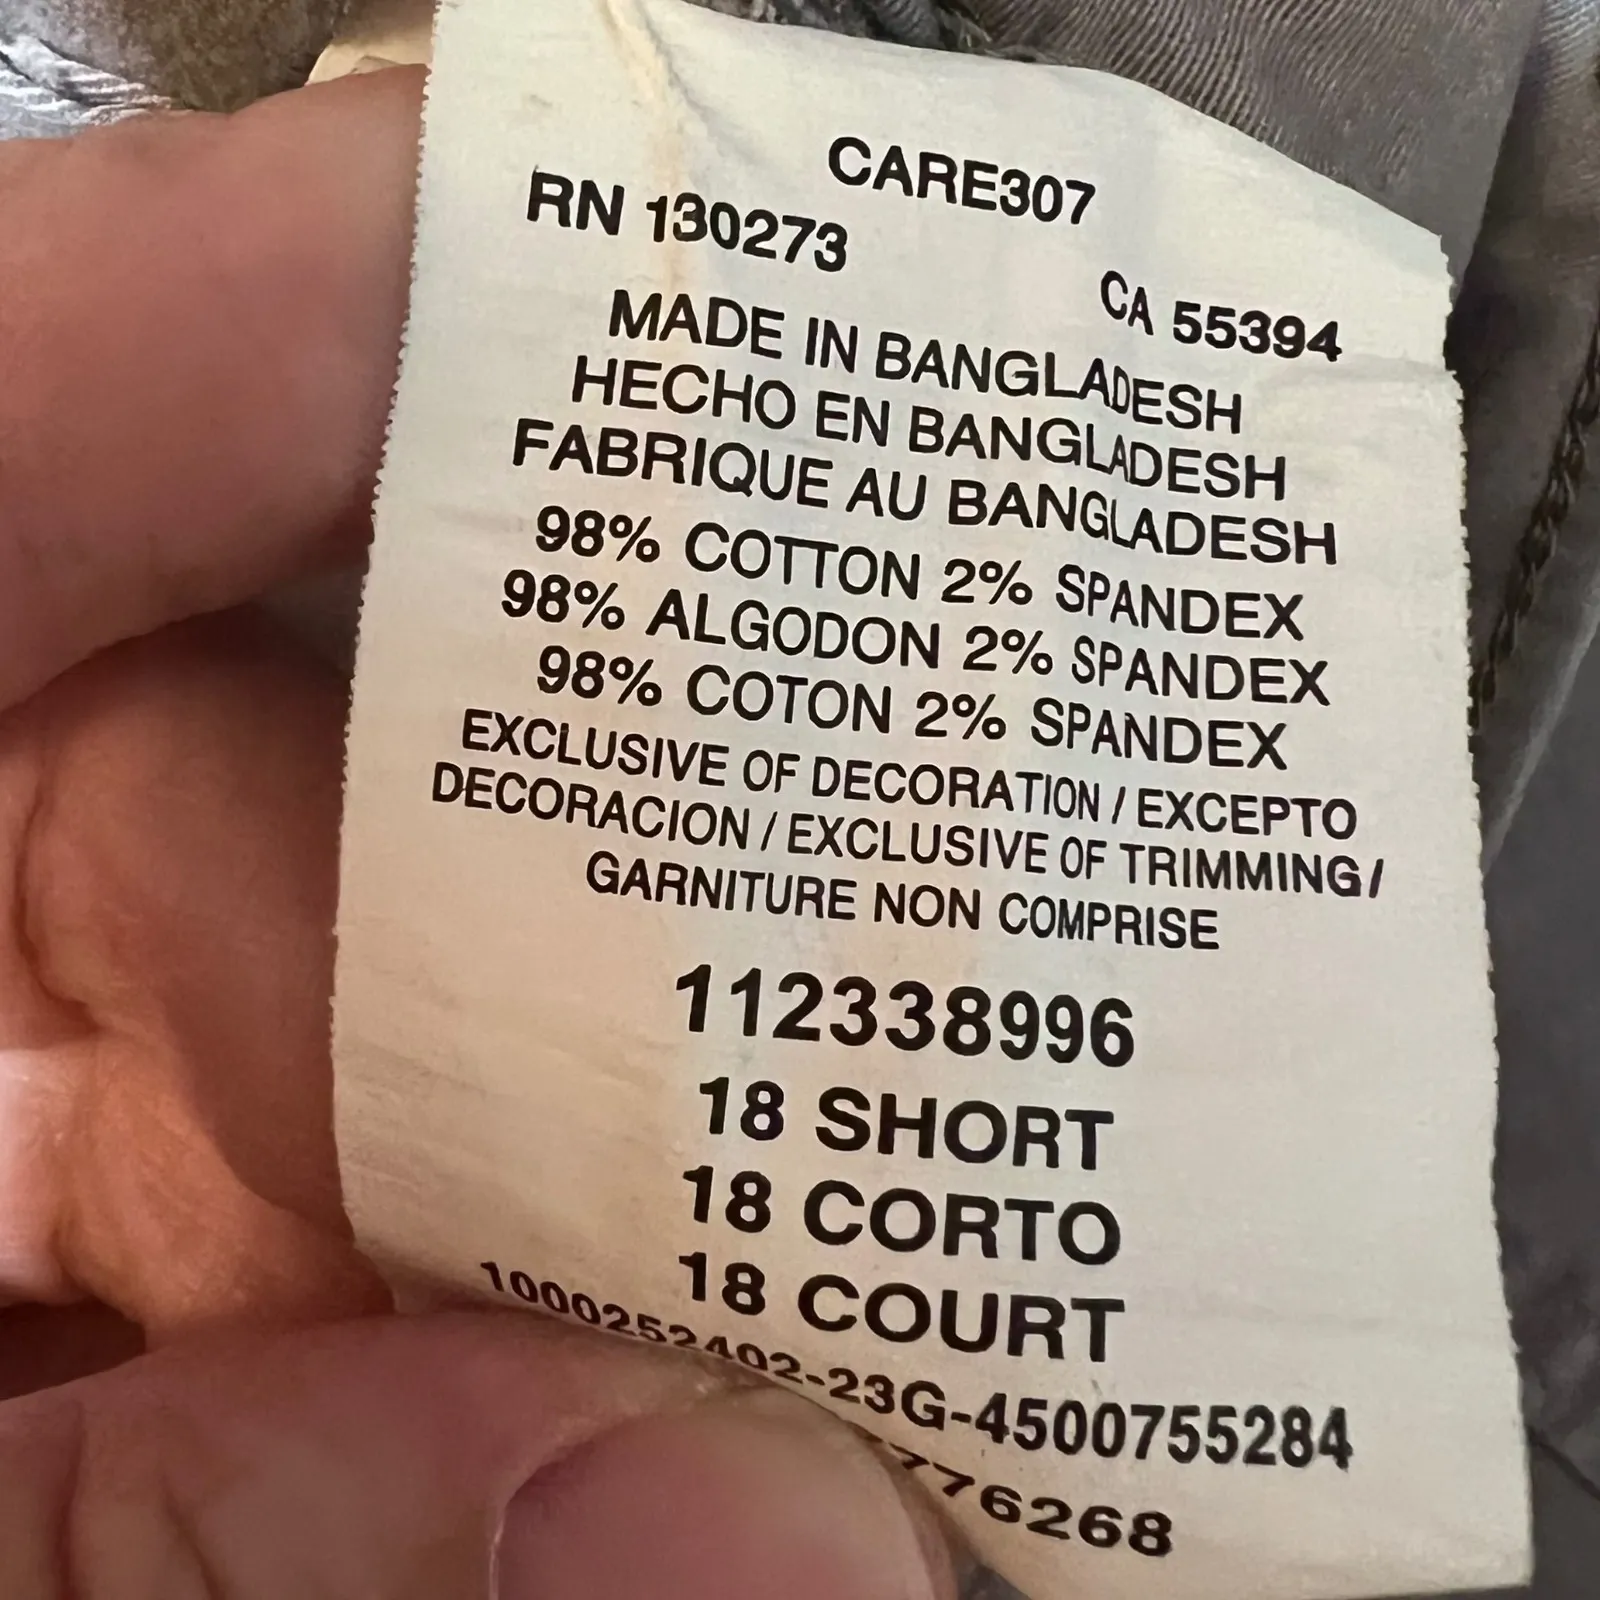 CARE307
RN 130273
CA 55394
MADE IN BANGLADESH
HECHO EN BANGLADESH
FABRIQUE AU BANGLADESH
98% COTTON 2% SPANDEX
98% ALGODON 2% SPANDEX
98% COTON 2% SPANDEX
EXCLUSIVE OF DECORATION / EXCEPTO
DECORACION / EXCLUSIVE OF TRIMMING /
GARNITURE NON COMPRISE
112338996
18 SHORT
18 CORTO
18 COURT
1000252402-23G-4500755284